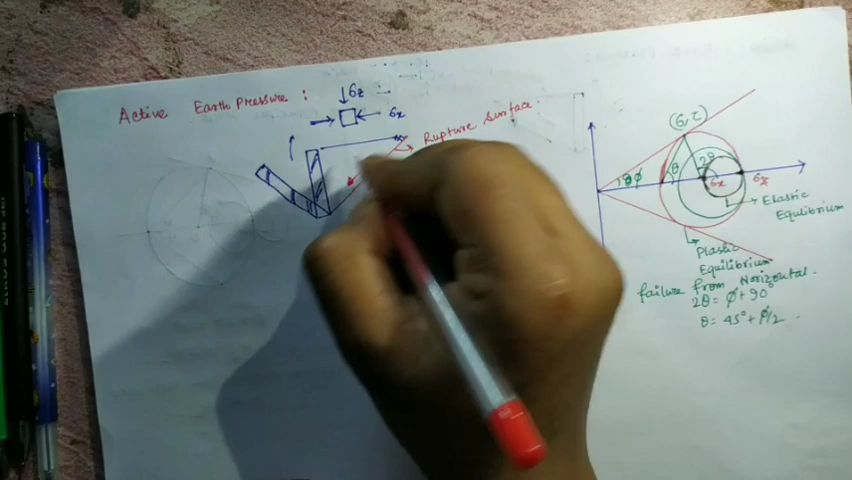 Active Earth Pressure :
↓σz
← σx
Rupture Surface.
(σ, τ)
ϕ
θ
2θ
σx
σz
Elastic
Equlibrium
Plastic
Equilibrium
failure from Horizontal.
2θ = ϕ + 90°
θ = 45° + ϕ/2 .